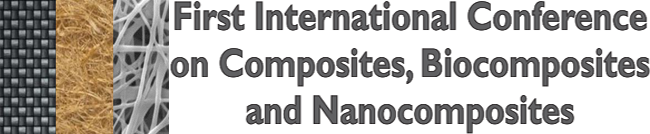 First International Conference
on Composites, Biocomposites
and Nanocomposites